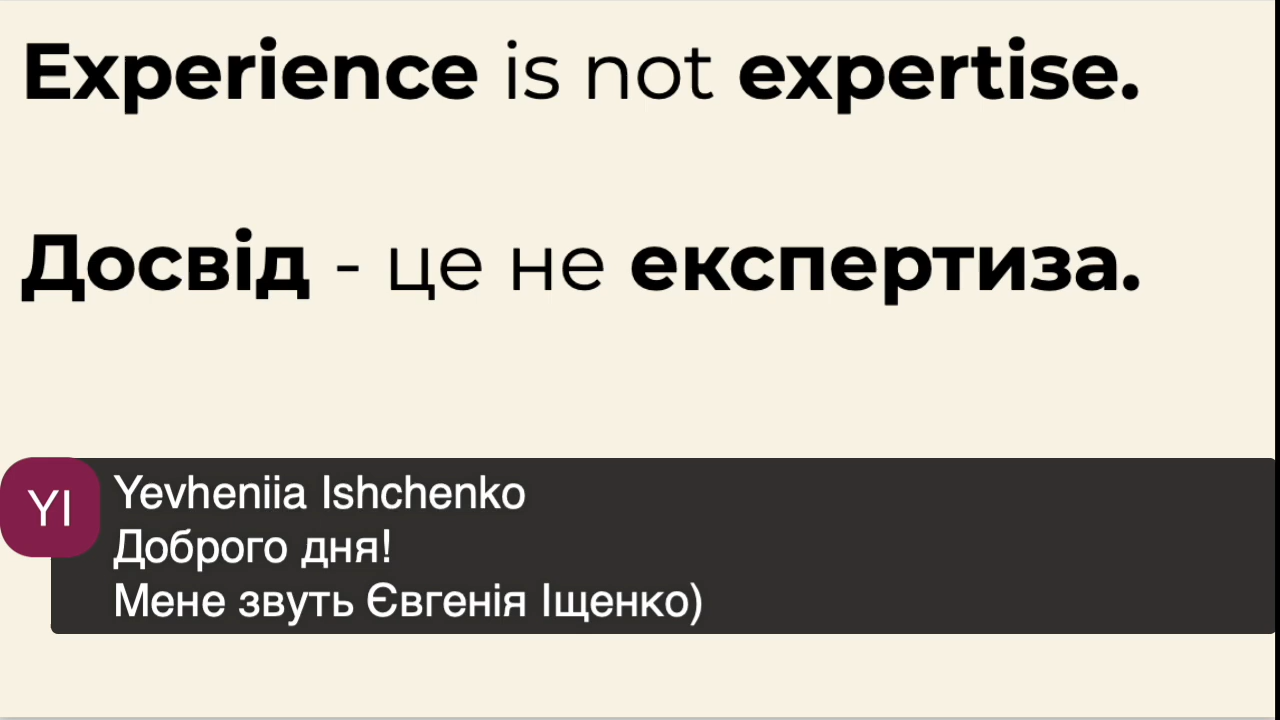 Experience is not expertise.
Досвід - це не експертиза.
YI
Yevheniia Ishchenko
Доброго дня!
Мене звуть Євгенія Іщенко)